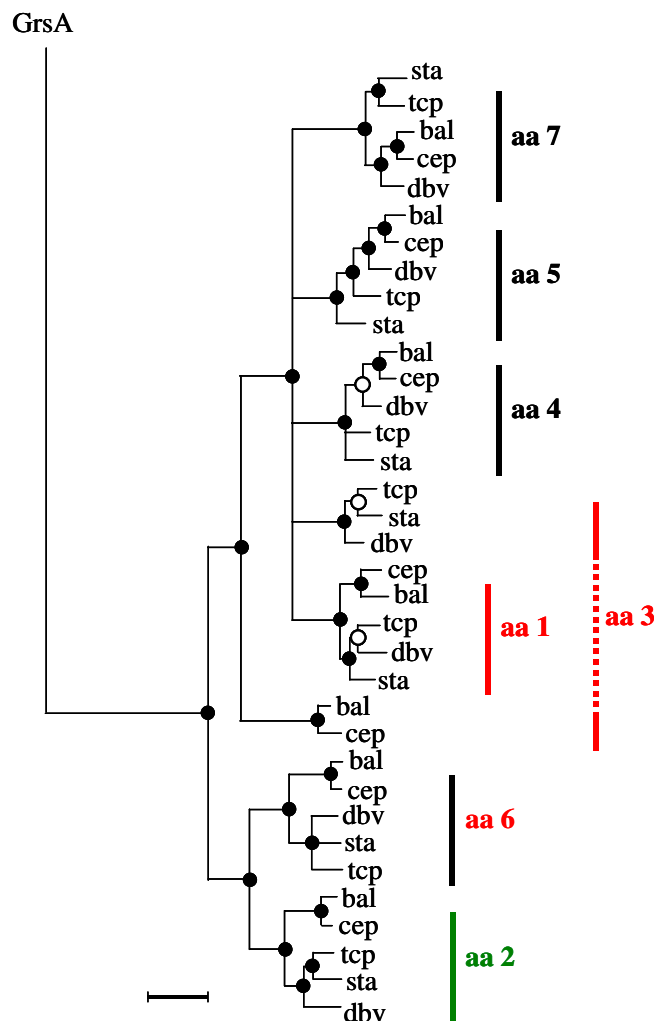 GrsA
sta
tcp
bal
cep
dbv
aa 7
bal
cep
dbv
tcp
sta
aa 5
bal
cep
dbv
tcp
sta
aa 4
tcp
sta
dbv
cep
bal
tcp
dbv
sta
aa 1
aa 3
bal
cep
bal
cep
dbv
sta
tcp
aa 6
bal
cep
tcp
sta
dbv
aa 2